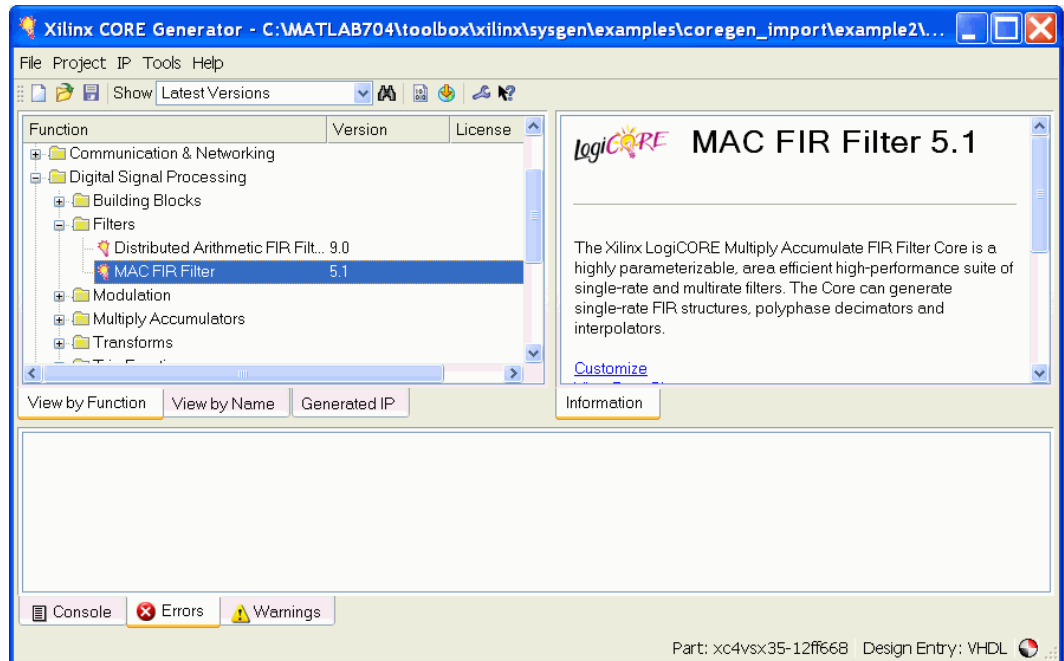 Xilinx CORE Generator - C:\MATLAB704\toolbox\xilinx\sysgen\examples\coregen_import\example2\...
File Project IP Tools Help
Show Latest Versions
Function Version License
Communication & Networking
Digital Signal Processing
Building Blocks
Filters
Distributed Arithmetic FIR Filt... 9.0
MAC FIR Filter 5.1
Modulation
Multiply Accumulators
Transforms
View by Function View by Name Generated IP
LogiCORE MAC FIR Filter 5.1
The Xilinx LogiCORE Multiply Accumulate FIR Filter Core is a
highly parameterizable, area efficient high-performance suite of
single-rate and multirate filters. The Core can generate
single-rate FIR structures, polyphase decimators and
interpolators.
Customize
Information
Console Errors Warnings
Part: xc4vsx35-12ff668 Design Entry: VHDL